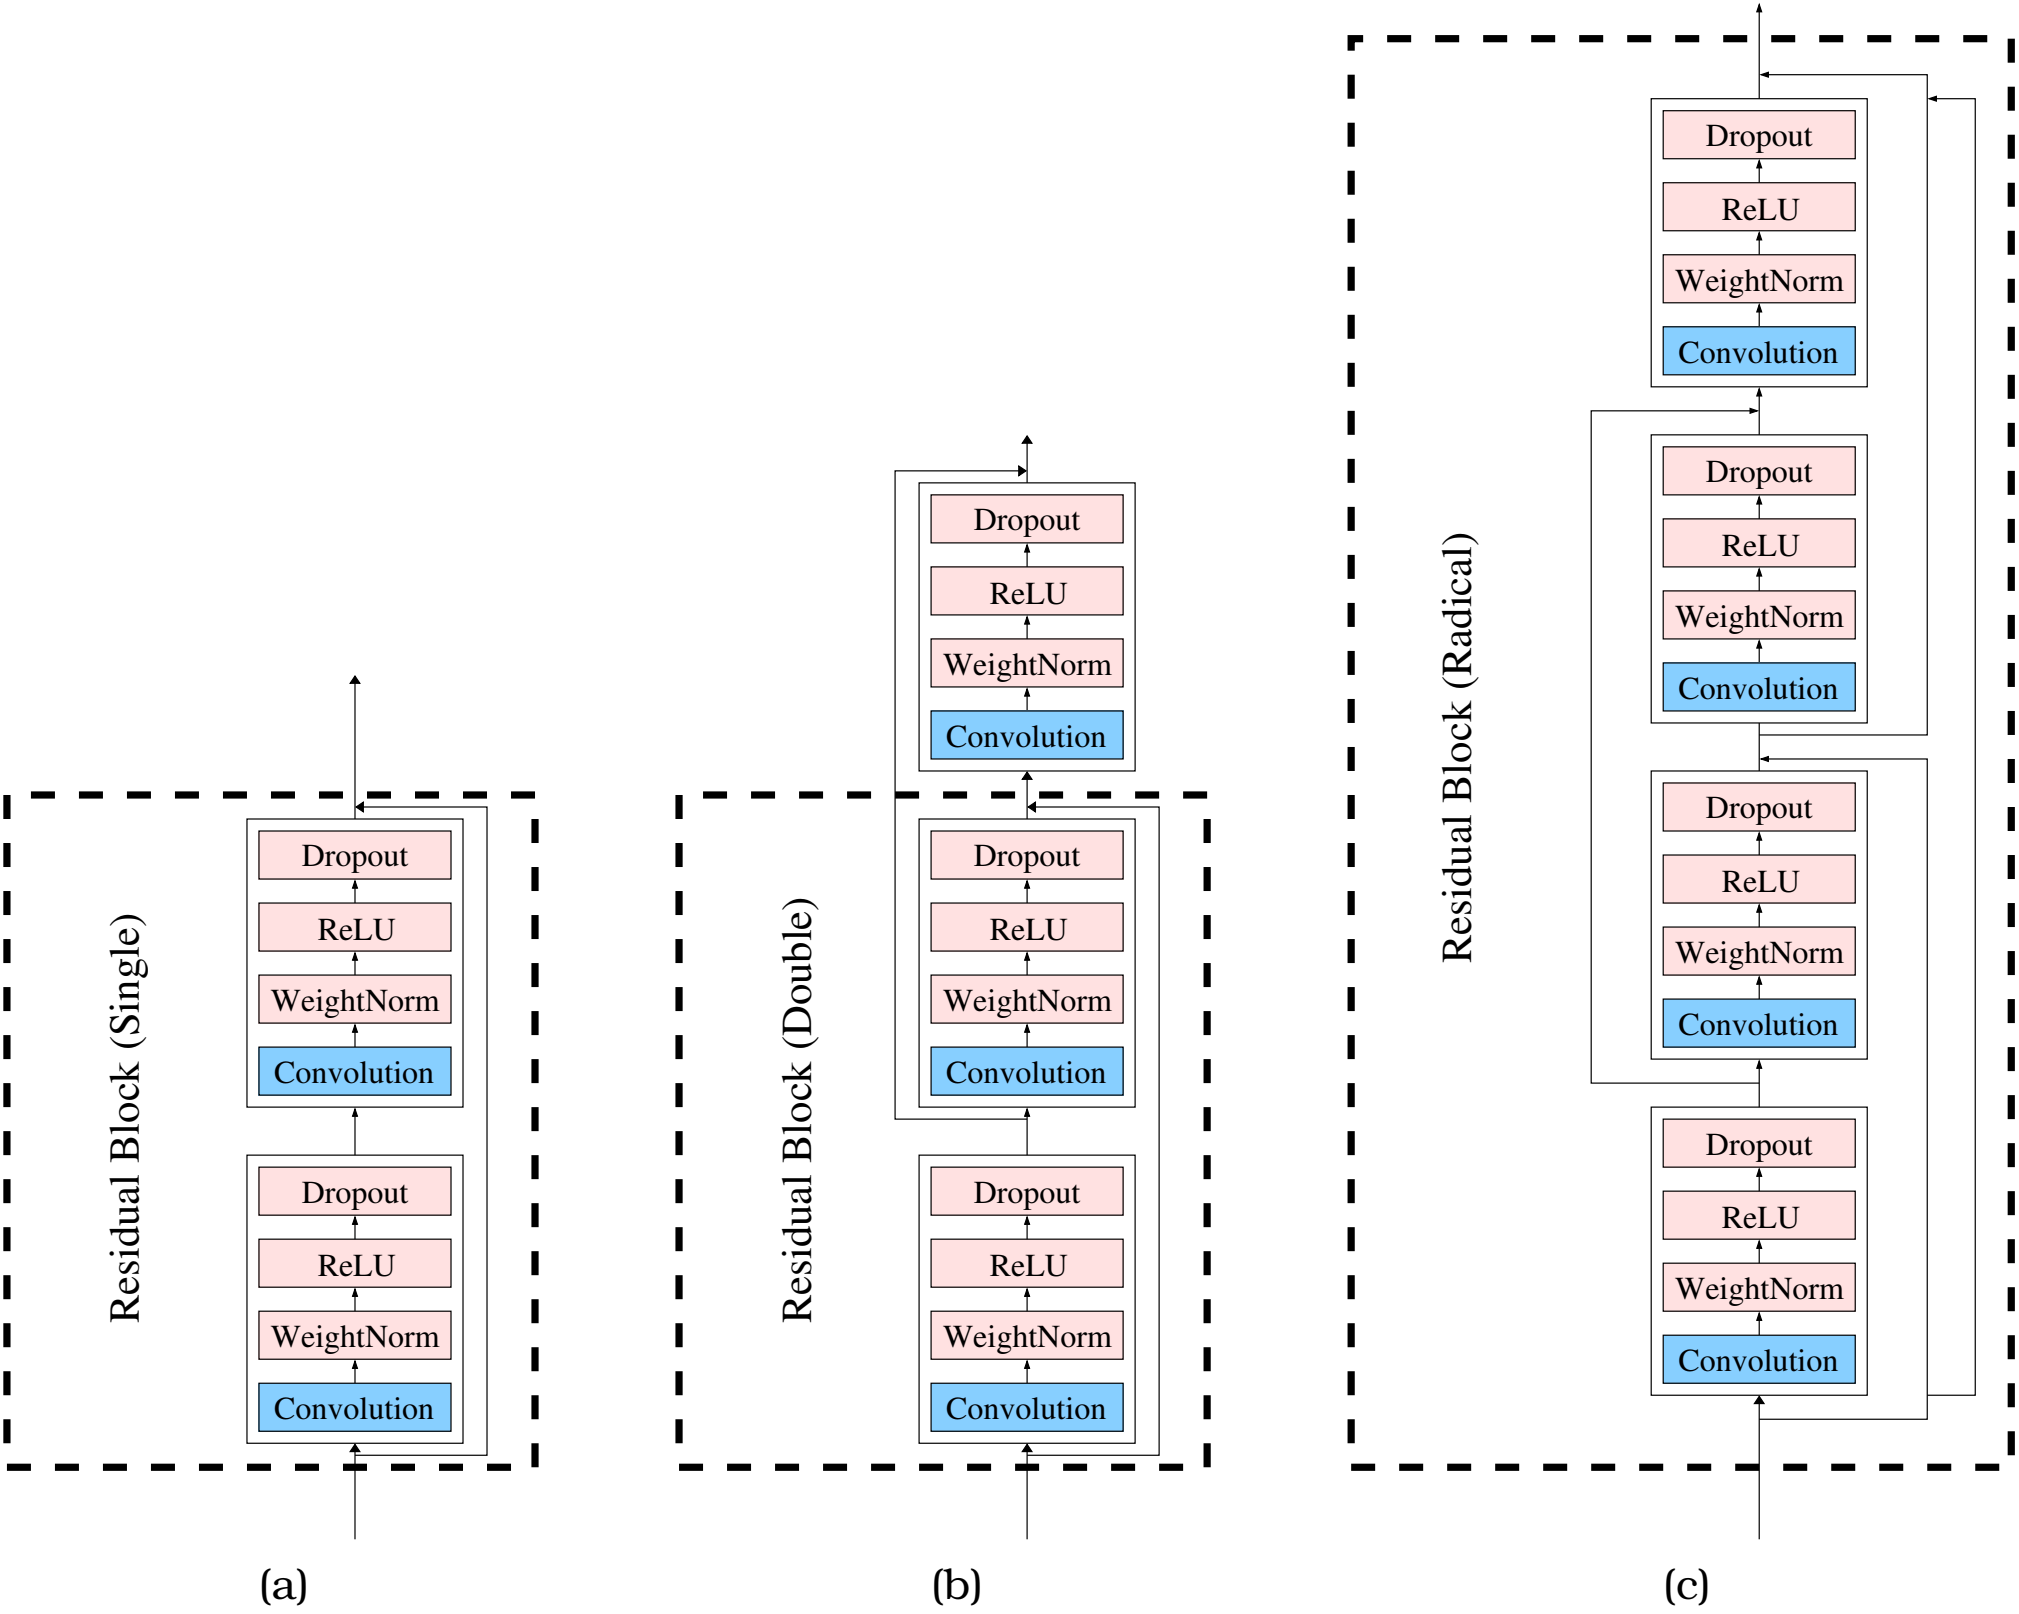 Residual Block (Single)
Dropout
ReLU
WeightNorm
Convolution
Dropout
ReLU
WeightNorm
Convolution
(a)
Residual Block (Double)
Dropout
ReLU
WeightNorm
Convolution
Dropout
ReLU
WeightNorm
Convolution
Dropout
ReLU
WeightNorm
Convolution
(b)
Residual Block (Radical)
Dropout
ReLU
WeightNorm
Convolution
Dropout
ReLU
WeightNorm
Convolution
Dropout
ReLU
WeightNorm
Convolution
Dropout
ReLU
WeightNorm
Convolution
(c)